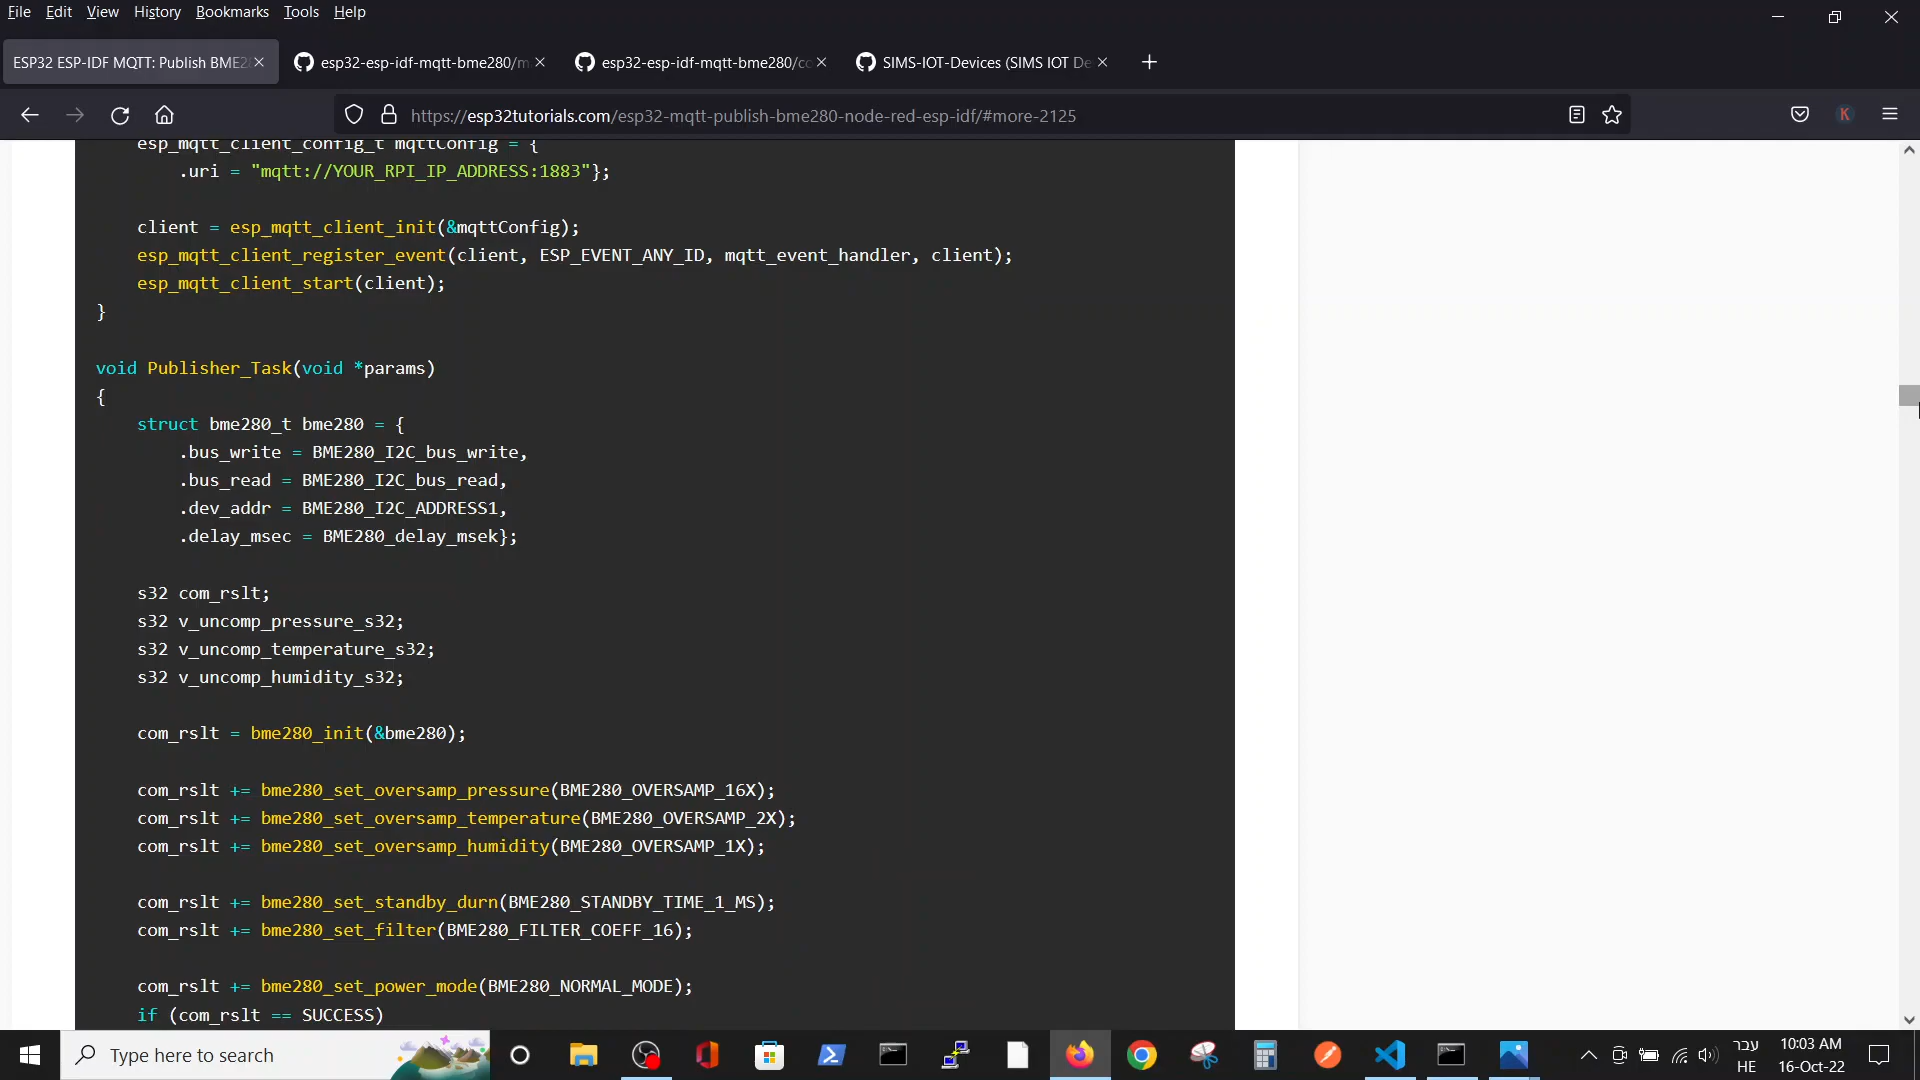 File Edit View History Bookmarks Tools Help
ESP32 ESP-IDF MQTT: Publish BME2
esp32-esp-idf-mqtt-bme280/m
esp32-esp-idf-mqtt-bme280/co
SIMS-IOT-Devices (SIMS IOT De
https://esp32tutorials.com/esp32-mqtt-publish-bme280-node-red-esp-idf/#more-2125
K
esp_mqtt_client_config_t mqttConfig = {
.uri = "mqtt://YOUR_RPI_IP_ADDRESS:1883"};
client = esp_mqtt_client_init(&mqttConfig);
esp_mqtt_client_register_event(client, ESP_EVENT_ANY_ID, mqtt_event_handler, client);
esp_mqtt_client_start(client);
}
void Publisher_Task(void *params)
{
struct bme280_t bme280 = {
.bus_write = BME280_I2C_bus_write,
.bus_read = BME280_I2C_bus_read,
.dev_addr = BME280_I2C_ADDRESS1,
.delay_msec = BME280_delay_msek};
s32 com_rslt;
s32 v_uncomp_pressure_s32;
s32 v_uncomp_temperature_s32;
s32 v_uncomp_humidity_s32;
com_rslt = bme280_init(&bme280);
com_rslt += bme280_set_oversamp_pressure(BME280_OVERSAMP_16X);
com_rslt += bme280_set_oversamp_temperature(BME280_OVERSAMP_2X);
com_rslt += bme280_set_oversamp_humidity(BME280_OVERSAMP_1X);
com_rslt += bme280_set_standby_durn(BME280_STANDBY_TIME_1_MS);
com_rslt += bme280_set_filter(BME280_FILTER_COEFF_16);
com_rslt += bme280_set_power_mode(BME280_NORMAL_MODE);
if (com_rslt == SUCCESS)
Type here to search
עבר
HE
10:03 AM
16-Oct-22